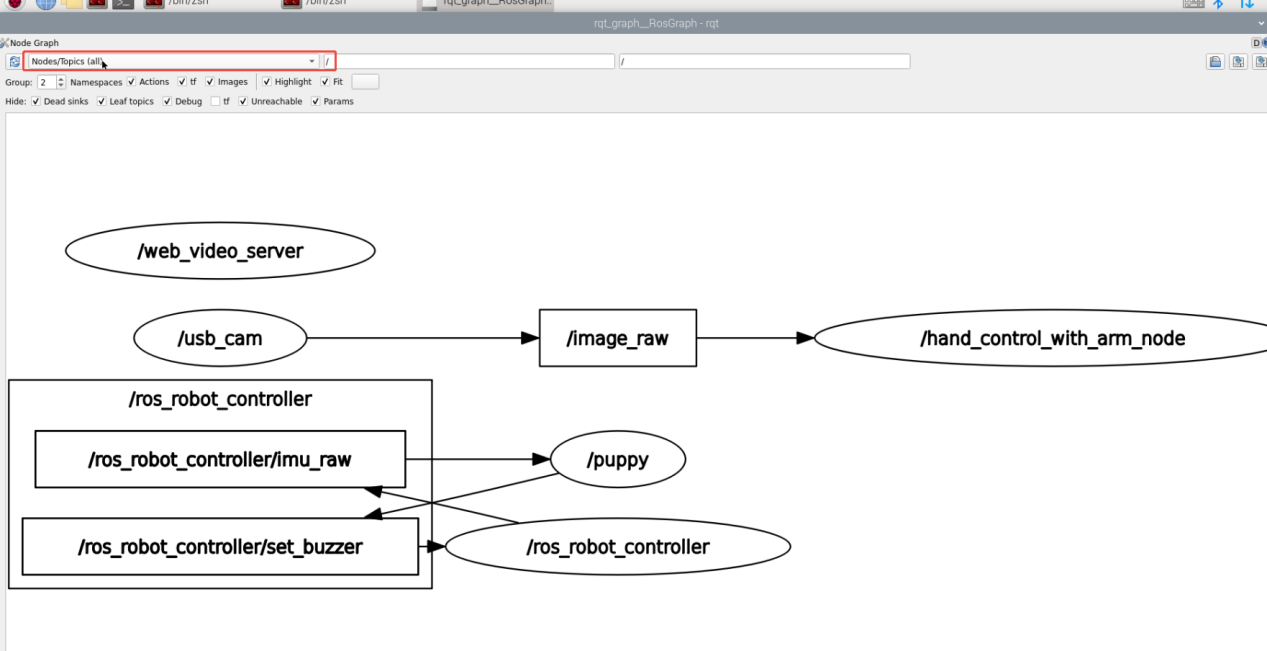 /bin/zsh /bin/zsh rqt_graph__RosGraph..
rqt_graph__RosGraph - rqt
Node Graph D
Nodes/Topics (all) / /
Group: 2 Namespaces Actions tf Images Highlight Fit
Hide: Dead sinks Leaf topics Debug tf Unreachable Params
/web_video_server
/usb_cam /image_raw /hand_control_with_arm_node
/ros_robot_controller
/ros_robot_controller/imu_raw /puppy
/ros_robot_controller/set_buzzer /ros_robot_controller